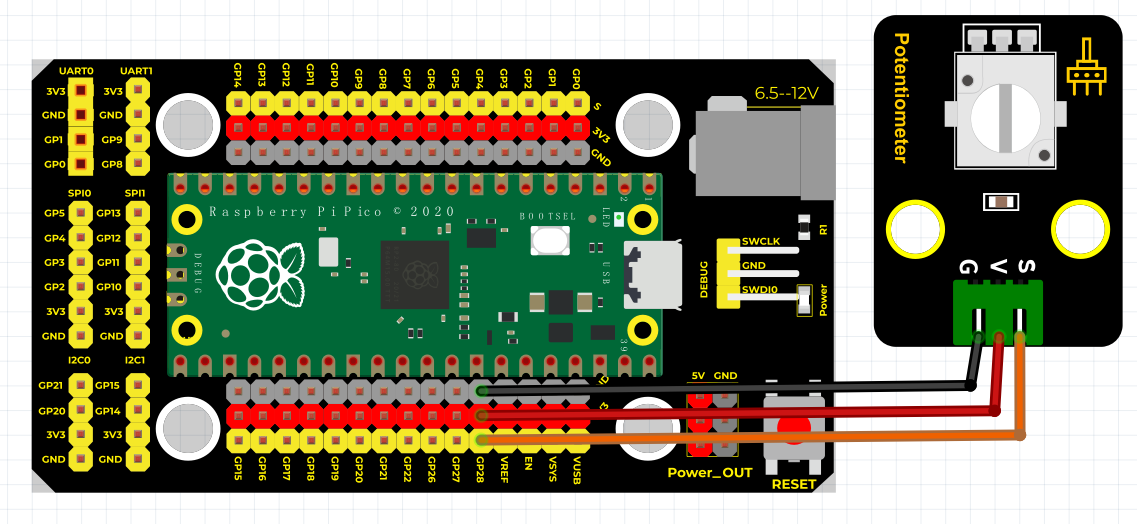 UART0
3V3
GND
GP1
GP0
UART1
3V3
GND
GP9
GP8
SPI0
GP5
GP4
GP3
GP2
3V3
GND
SPI1
GP13
GP12
GP11
GP10
3V3
GND
I2C0
GP21
GP20
3V3
GND
I2C1
GP15
GP14
3V3
GND
GP14
GP13
GP12
GP11
GP10
GP9
GP8
GP7
GP6
GP5
GP4
GP3
GP2
GP1
GP0
S
3V3
GND
Raspberry Pi Pico © 2020
BOOTSEL
LED
USB
DEBUG
2
1
39
GP15
GP16
GP17
GP18
GP19
GP20
GP21
GP22
GP26
GP27
GP28
VREF
EN
VSYS
VUSB
6.5--12V
R1
DEBUG
SWCLK
GND
SWDI0
Power
5V GND
Power_OUT
RESET
Potentiometer
G V S